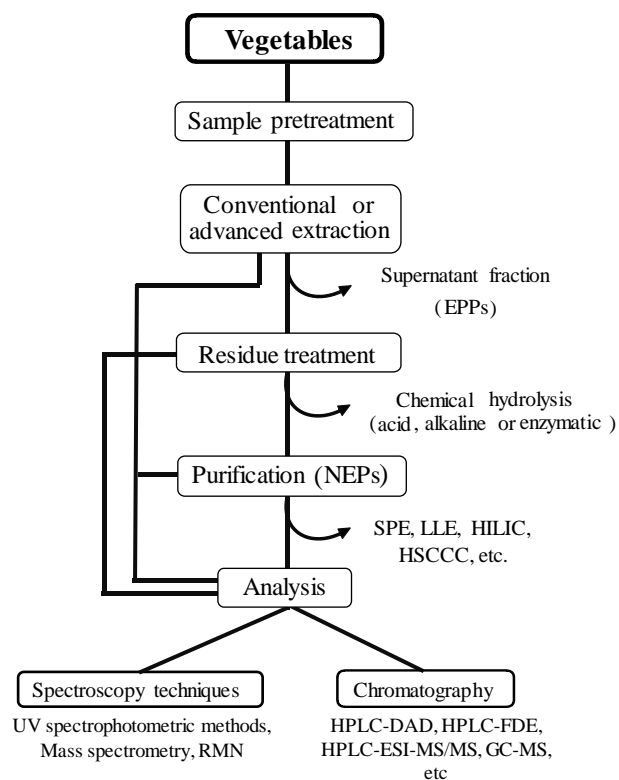 Vegetables
Sample pretreatment
Conventional or
advanced extraction
Supernatant fraction
(EPPs)
Residue treatment
Chemical hydrolysis
(acid, alkaline or enzymatic )
Purification (NEPs)
SPE, LLE, HILIC,
HSCCC, etc.
Analysis
Spectroscopy techniques
UV spectrophotometric methods,
Mass spectrometry, RMN
Chromatography
HPLC-DAD, HPLC-FDE,
HPLC-ESI-MS/MS, GC-MS,
etc